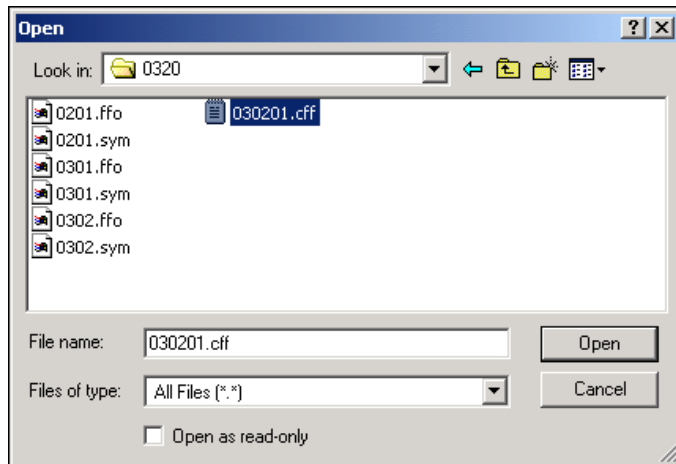 Open
Look in: 0320
0201.ffo
0201.sym
0301.ffo
0301.sym
0302.ffo
0302.sym
030201.cff
File name: 030201.cff
Open
Files of type: All Files (*.*)
Cancel
Open as read-only